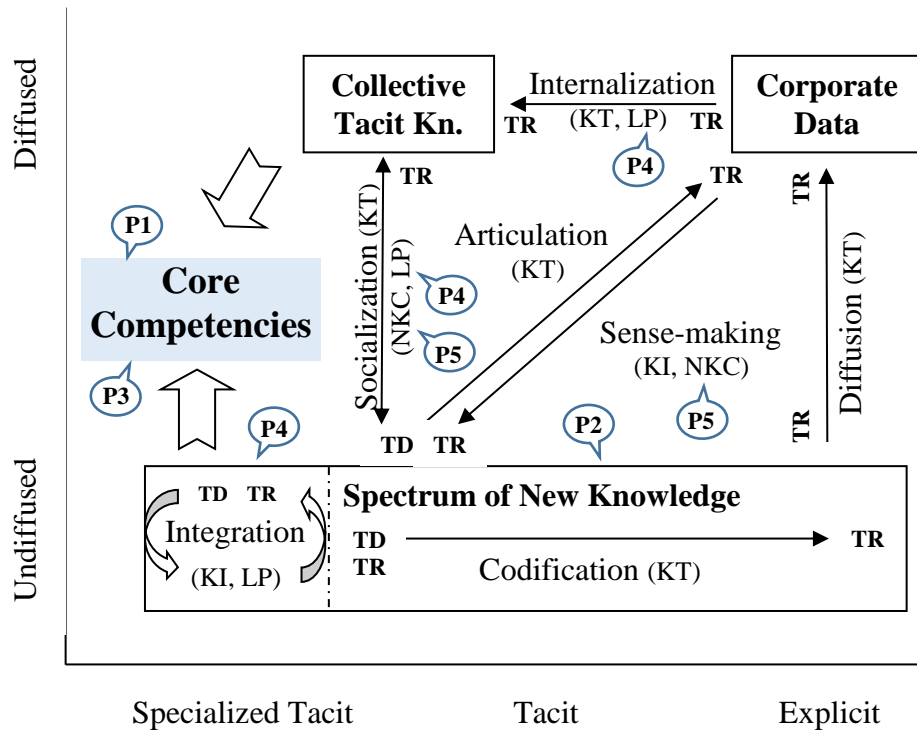 Diffused
Undiffused
Collective
Tacit Kn.
Internalization
(KT, LP)
Corporate
Data
TR
TR
P4
TR
TR
TR
P1
Core
Competencies
P3
Socialization (KT)
(NKC, LP)
P4
P5
Articulation
(KT)
Sense-making
(KI, NKC)
P5
Diffusion (KT)
TR
P4
TD TR
P2
TD TR
Integration
(KI, LP)
Spectrum of New Knowledge
TD
TR
TR
Codification (KT)
Specialized Tacit
Tacit
Explicit